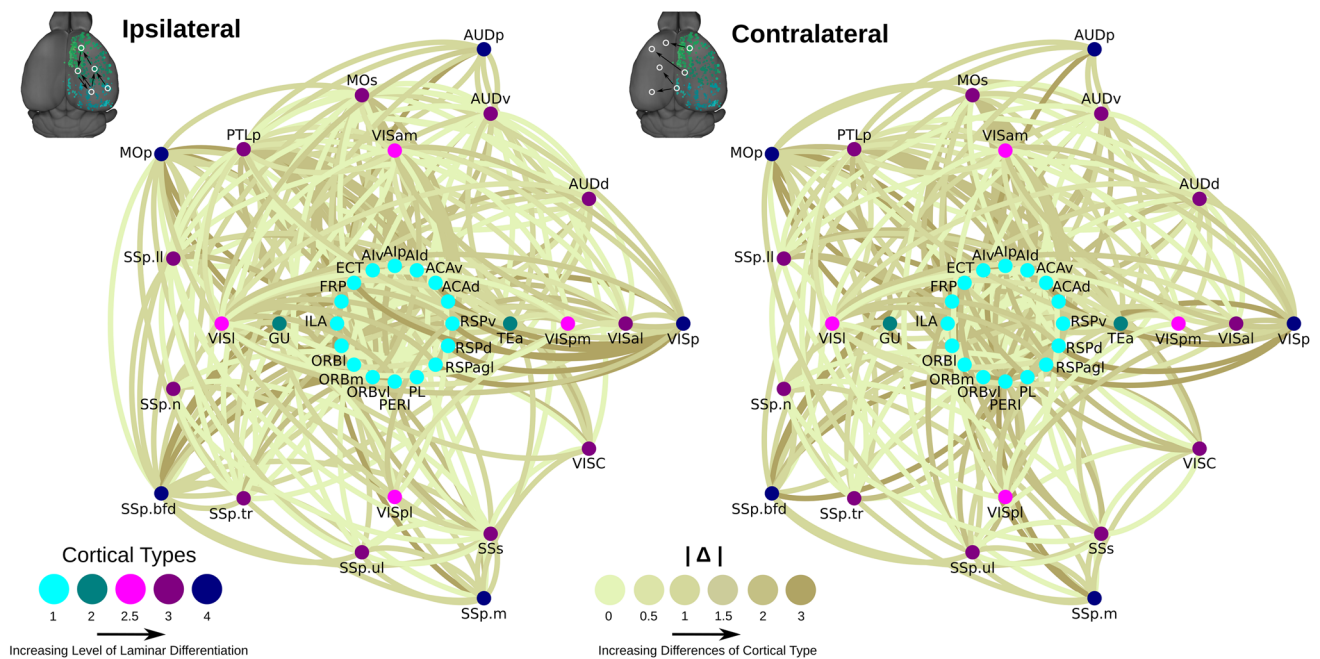 Ipsilateral
AUDp
MOs
AUDv
PTLp
VISam
MOp
AUDd
SSp.ll
AIv
AIp
AId
ECT
ACAv
FRP
ACAd
ILA
RSPv
VISl
GU
TEa
VISpm
VISal
VISp
RSPd
ORBl
RSPagl
ORBm
ORBvl
PL
PERI
SSp.n
VISC
SSp.bfd
SSp.tr
VISpl
SSs
SSp.ul
SSp.m
Cortical Types
1 2 2.5 3 4
Increasing Level of Laminar Differentiation
Contralateral
AUDp
MOs
AUDv
PTLp
VISam
MOp
AUDd
SSp.ll
AIv
AIp
AId
ECT
ACAv
FRP
ACAd
ILA
RSPv
VISl
GU
TEa
VISpm
VISal
VISp
RSPd
ORBl
RSPagl
ORBm
ORBvl
PL
PERI
SSp.n
VISC
SSp.bfd
SSp.tr
VISpl
SSs
SSp.ul
SSp.m
| Δ |
0 0.5 1 1.5 2 3
Increasing Differences of Cortical Type